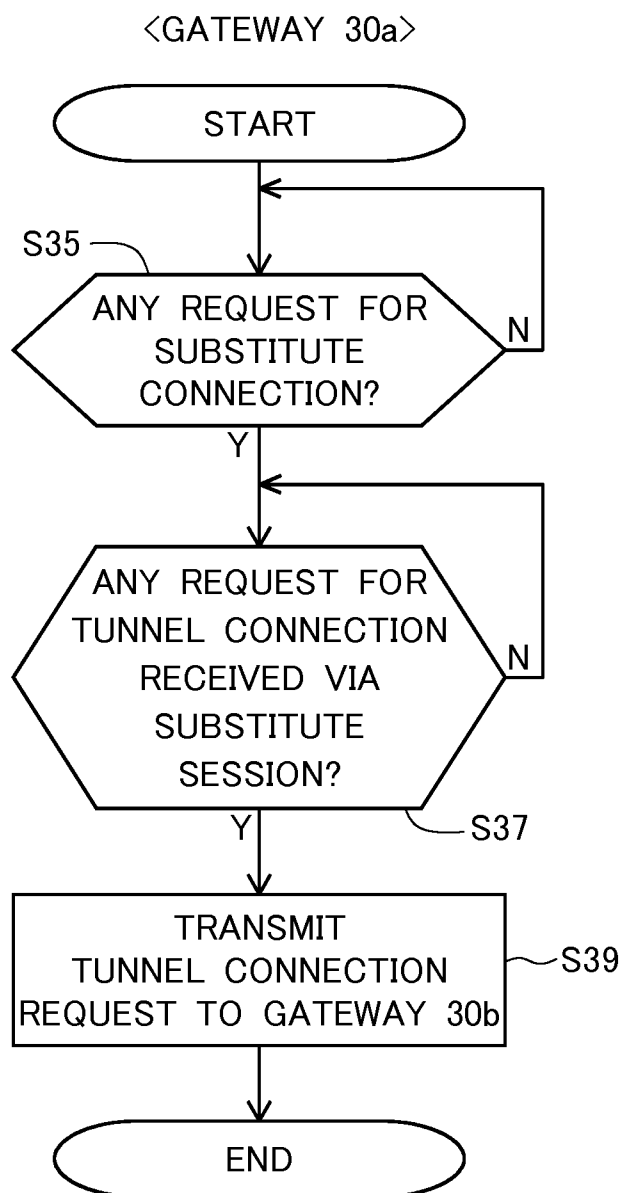 <GATEWAY 30a>
START
S35
ANY REQUEST FOR
SUBSTITUTE
CONNECTION?
N
Y
ANY REQUEST FOR
TUNNEL CONNECTION
RECEIVED VIA
SUBSTITUTE
SESSION?
N
Y
S37
TRANSMIT
TUNNEL CONNECTION
REQUEST TO GATEWAY 30b
S39
END